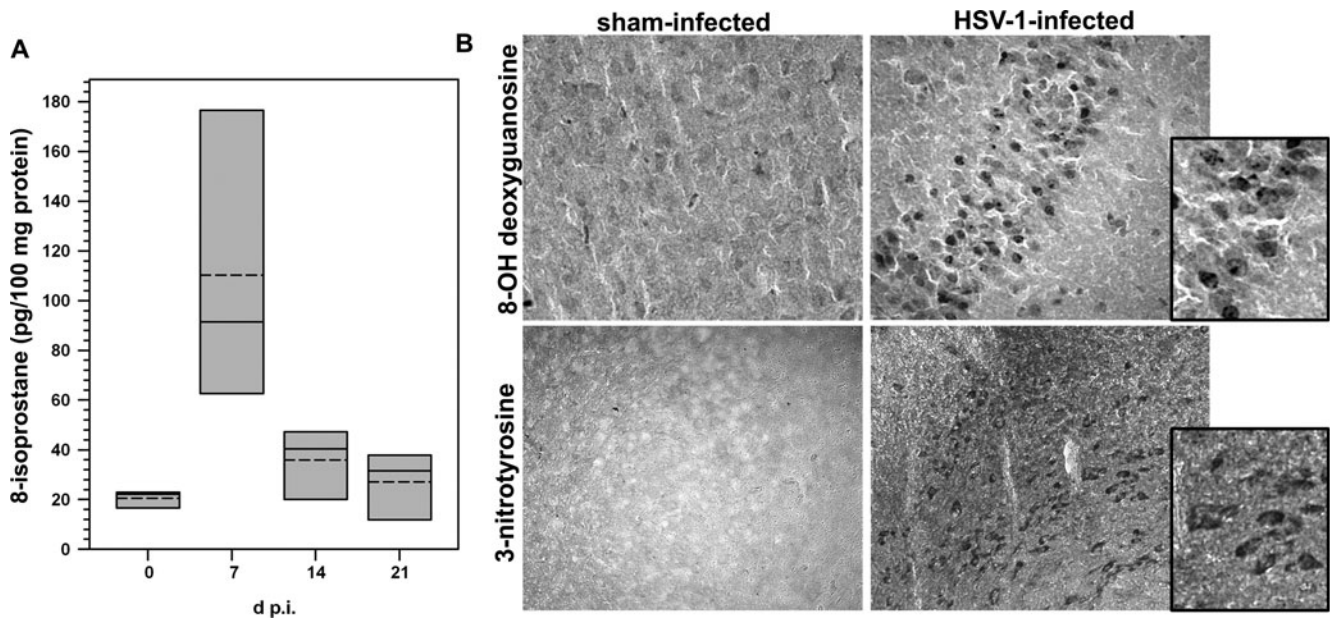 A
8-isoprostane (pg/100 mg protein)
180
160
140
120
100
80
60
40
20
0
0 7 14 21
d p.i.
B
sham-infected HSV-1-infected
8-OH deoxyguanosine
3-nitrotyrosine